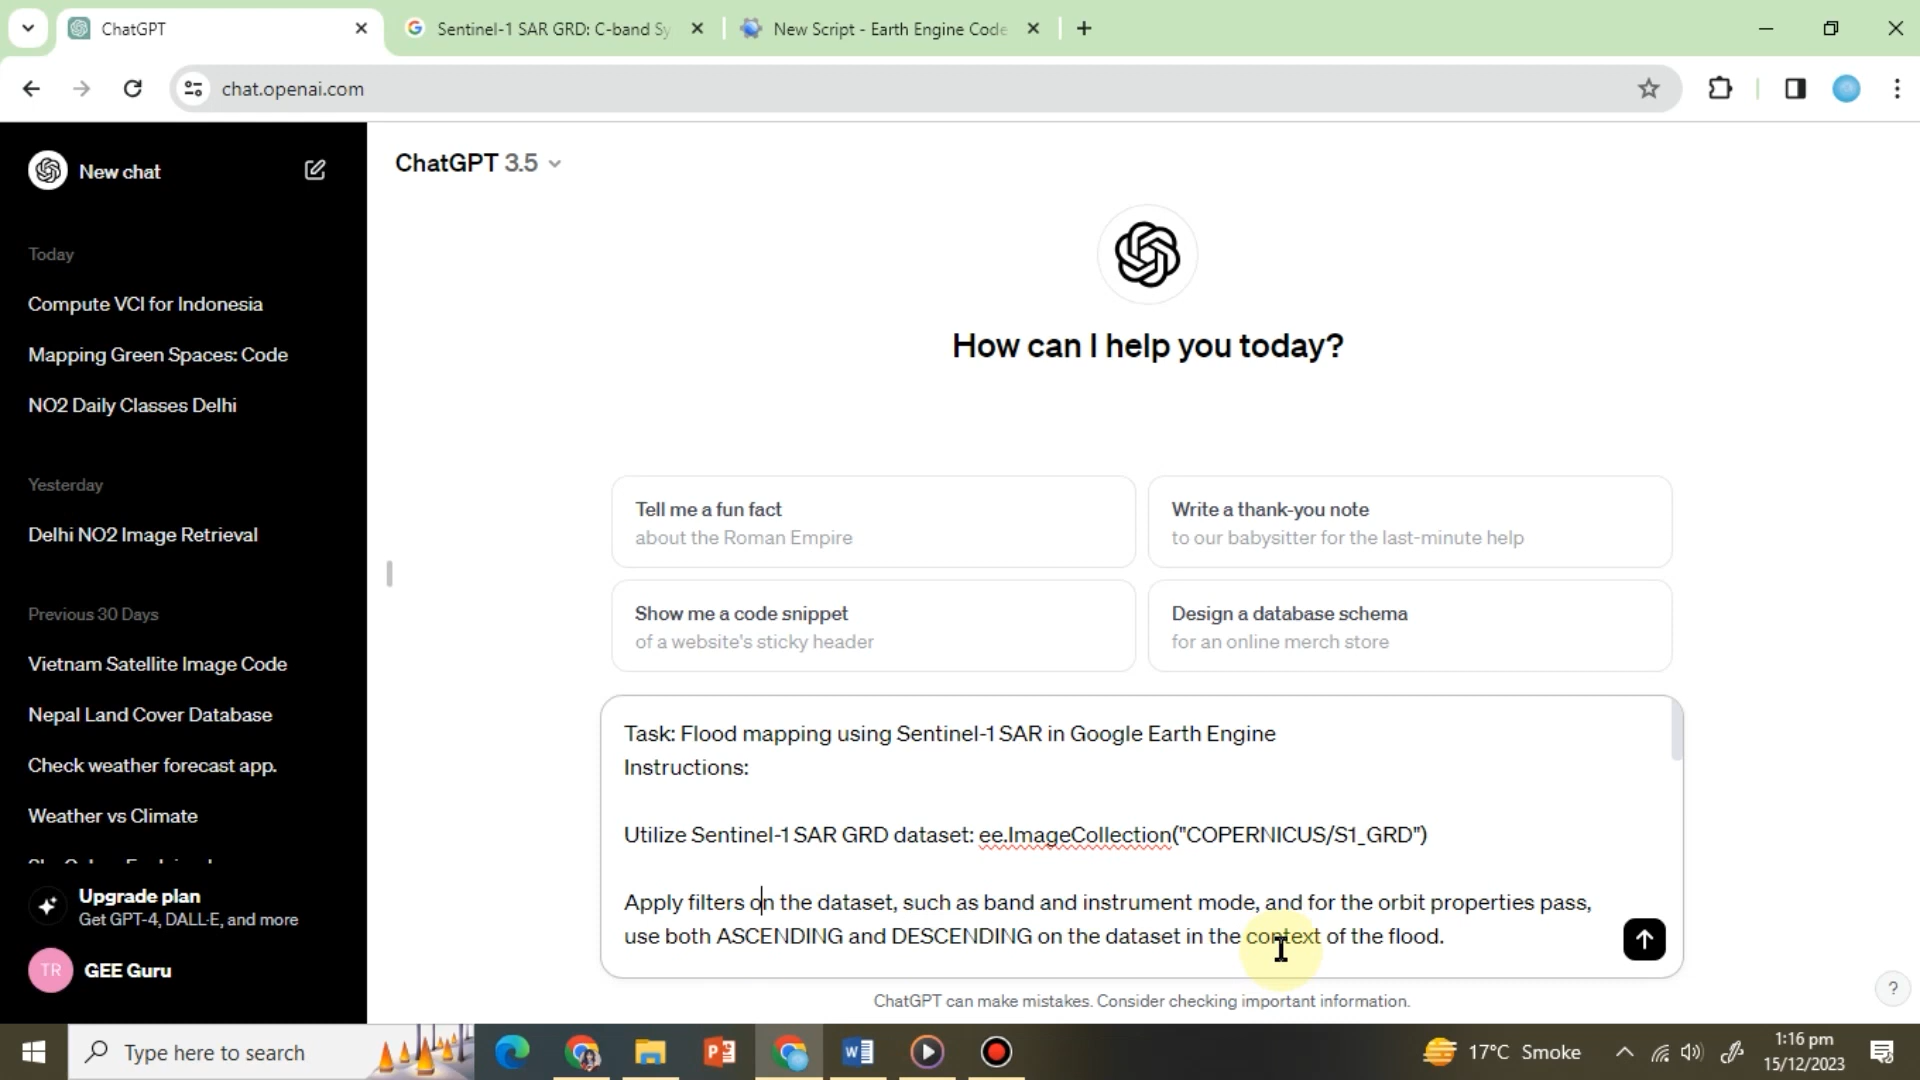 ChatGPT
Sentinel-1 SAR GRD: C-band Sy
New Script - Earth Engine Code
chat.openai.com
New chat
Today
Compute VCI for Indonesia
Mapping Green Spaces: Code
NO2 Daily Classes Delhi
Yesterday
Delhi NO2 Image Retrieval
Previous 30 Days
Vietnam Satellite Image Code
Nepal Land Cover Database
Check weather forecast app.
Weather vs Climate
Upgrade plan
Get GPT-4, DALL·E, and more
TR GEE Guru
ChatGPT 3.5
How can I help you today?
Tell me a fun fact
about the Roman Empire
Write a thank-you note
to our babysitter for the last-minute help
Show me a code snippet
of a website's sticky header
Design a database schema
for an online merch store
Task: Flood mapping using Sentinel-1 SAR in Google Earth Engine
Instructions:
Utilize Sentinel-1 SAR GRD dataset: ee.ImageCollection("COPERNICUS/S1_GRD")
Apply filters on the dataset, such as band and instrument mode, and for the orbit properties pass,
use both ASCENDING and DESCENDING on the dataset in the context of the flood.
ChatGPT can make mistakes. Consider checking important information.
?
Type here to search
17°C Smoke
1:16 pm
15/12/2023